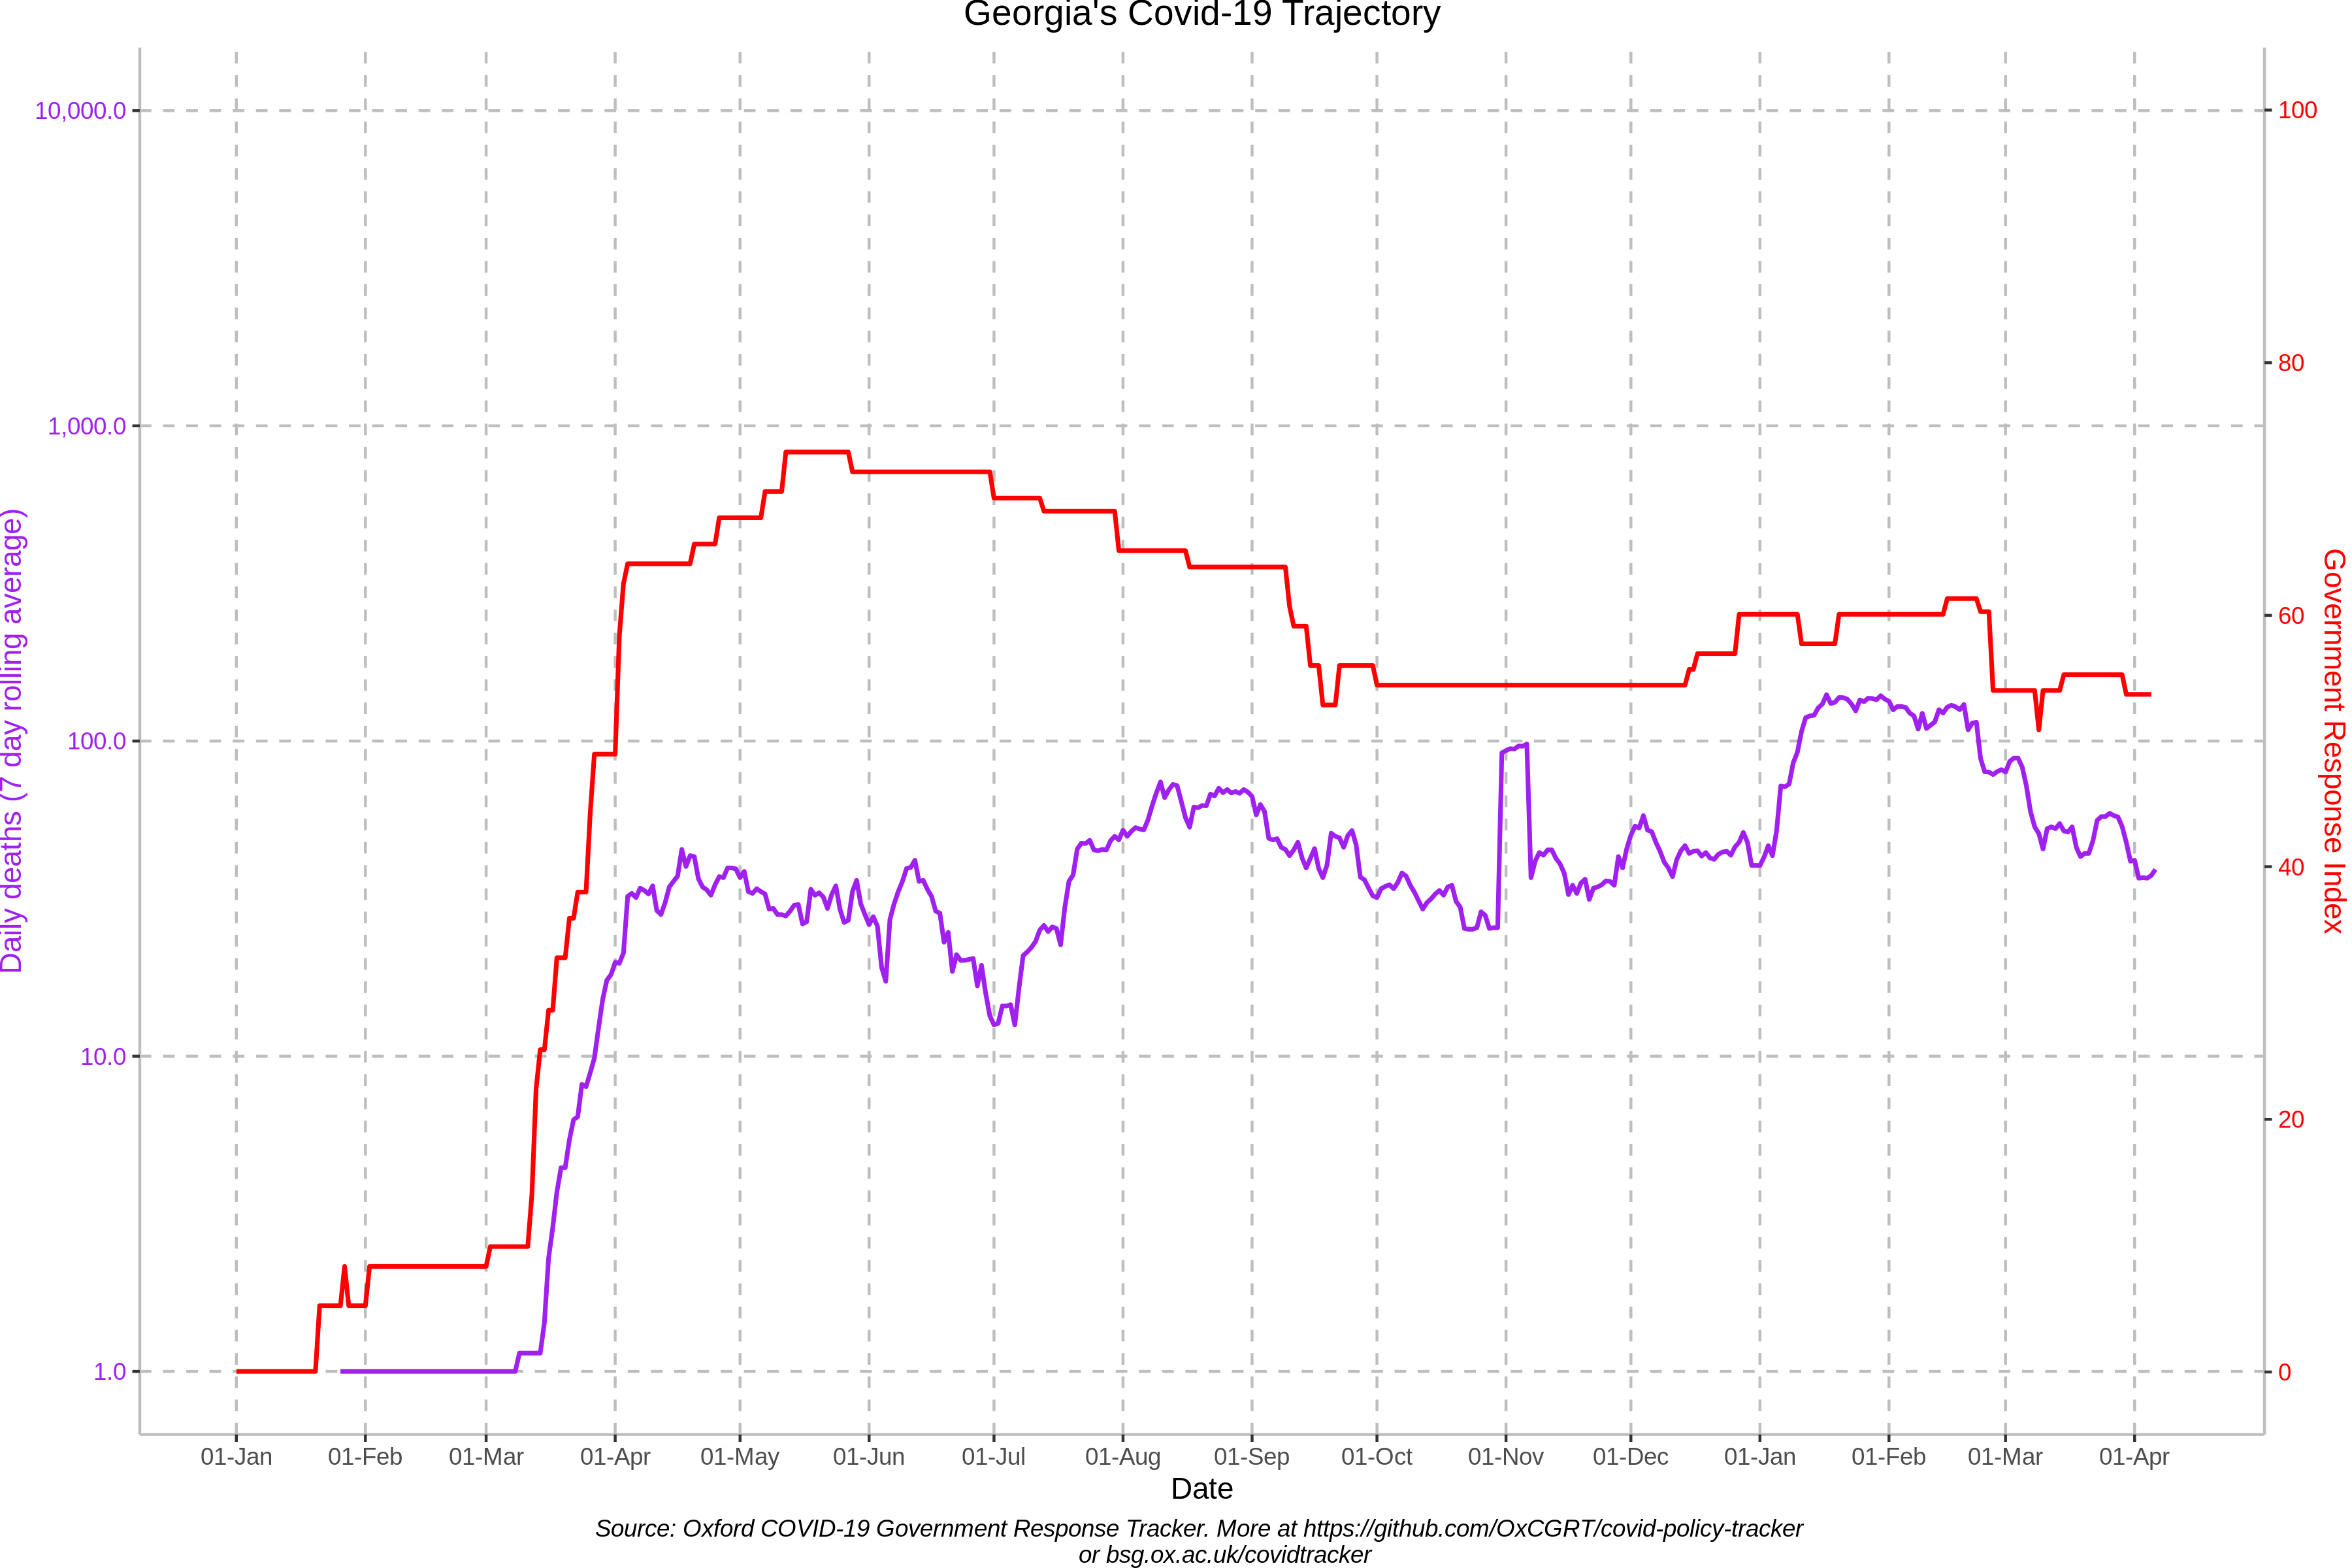 Georgia's Covid-19 Trajectory
10,000.0
1,000.0
100.0
10.0
1.0
Daily deaths (7 day rolling average)
100
80
60
40
20
0
Government Response Index
01-Jan 01-Feb 01-Mar 01-Apr 01-May 01-Jun 01-Jul 01-Aug 01-Sep 01-Oct 01-Nov 01-Dec 01-Jan 01-Feb 01-Mar 01-Apr
Date
Source: Oxford COVID-19 Government Response Tracker. More at https://github.com/OxCGRT/covid-policy-tracker
or bsg.ox.ac.uk/covidtracker